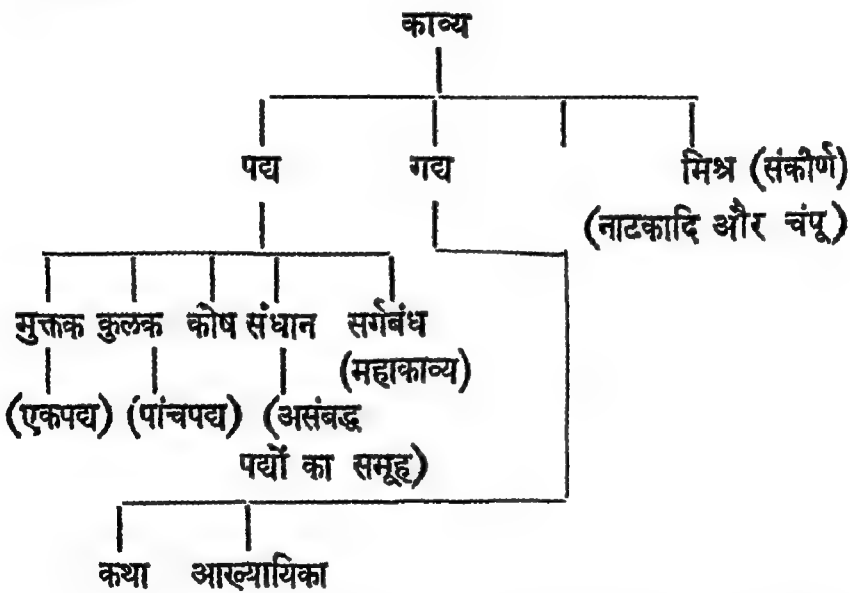 काव्य
पद्य गद्य मिश्र (संकीर्ण)
(नाटकादि और चंपू)
मुक्तक कुलक कोष संधान सर्गबंध
(महाकाव्य)
(एकपद्य) (पांचपद्य) (असंबद्ध
पद्यों का समूह)
कथा आख्यायिका